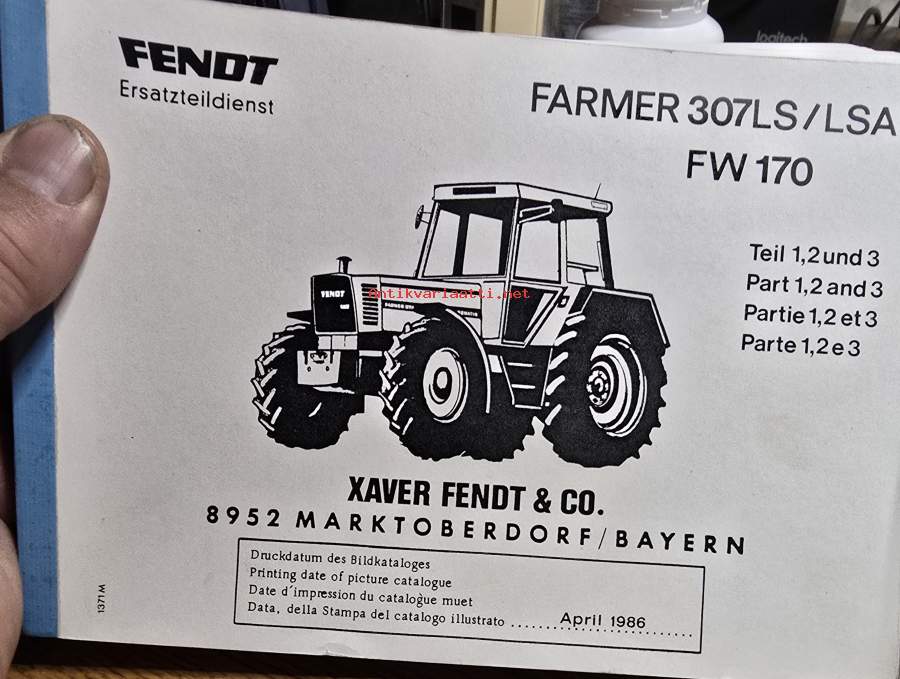 logitech
FENDT
Ersatzteildienst
FARMER 307LS/LSA
FW 170
Teil 1,2 und 3
Part 1,2 and 3
Partie 1,2 et 3
Parte 1,2 e 3
Antikvariaatti.net
FENDT
XAVER FENDT & CO.
8952 MARKTOBERDORF/BAYERN
Druckdatum des Bildkataloges
Printing date of picture catalogue
Date d'impression du catalogue muet
Data, della Stampa del catalogo illustrato .......April 1986.......
1371 M